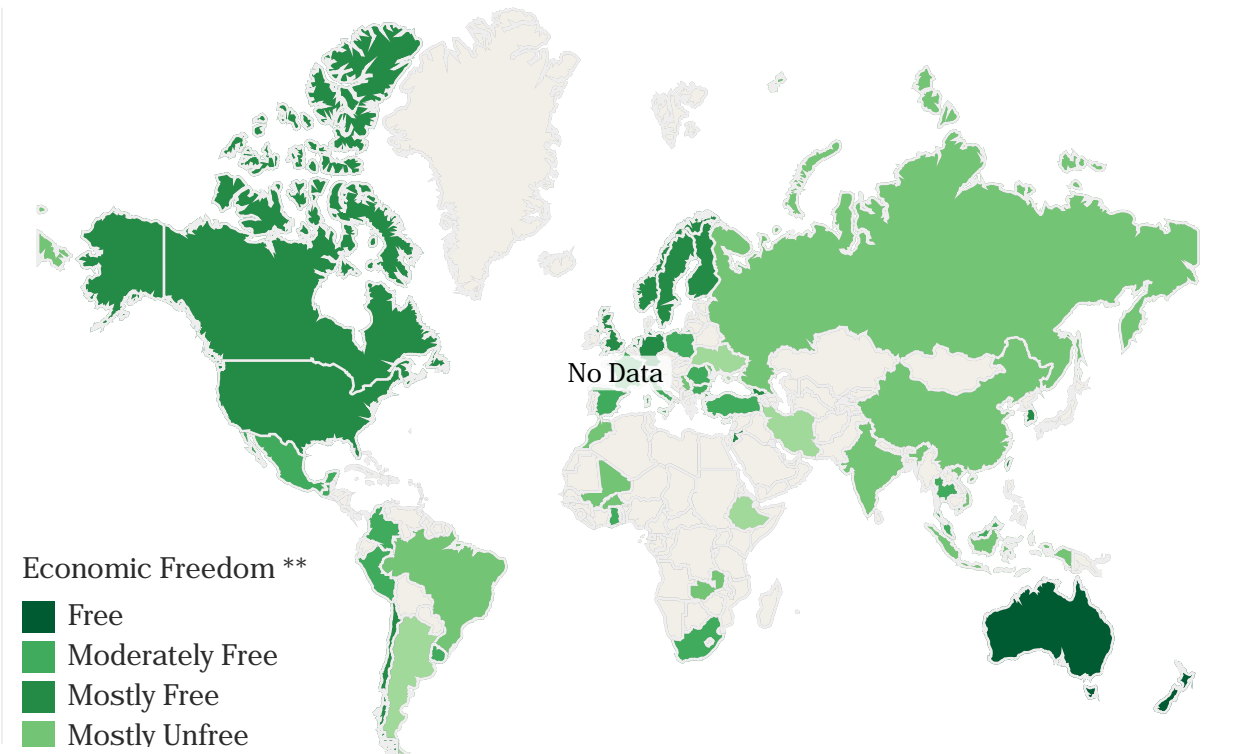 No Data
Economic Freedom **
Free
Moderately Free
Mostly Free
Mostly Unfree